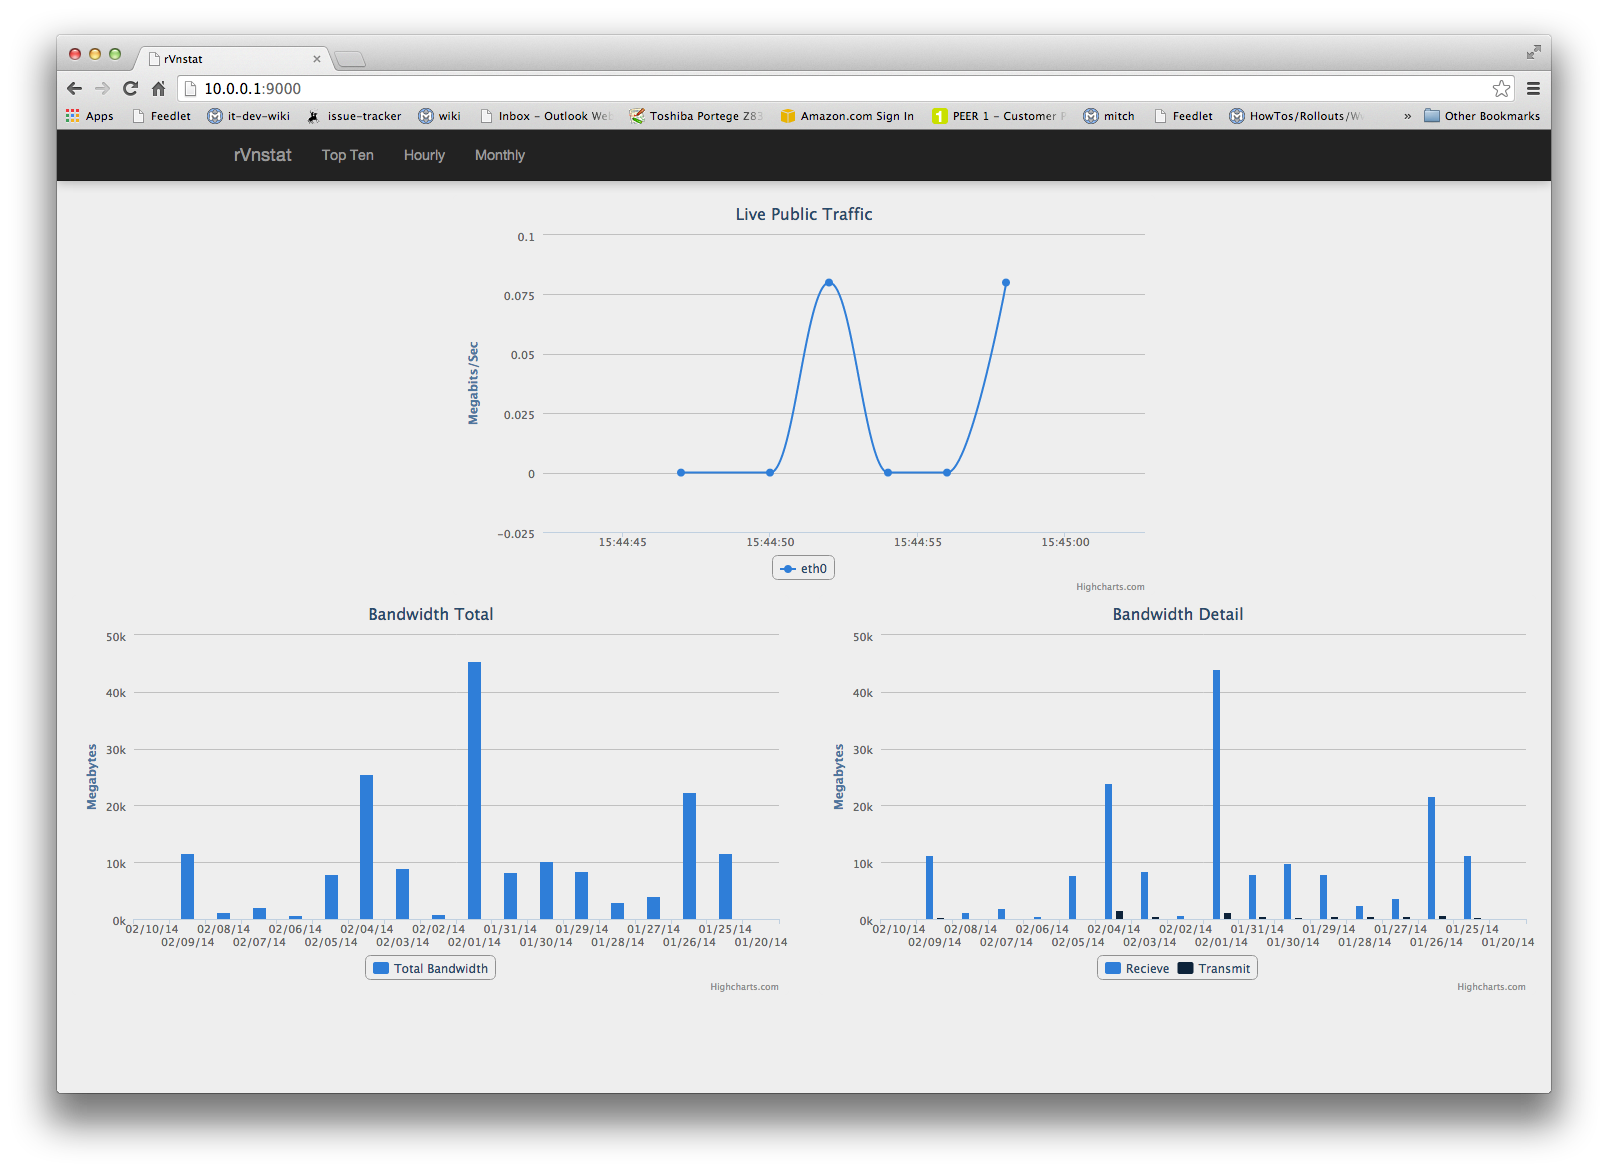 rVnstat
10.0.0.1:9000
Apps Feedlet it-dev-wiki issue-tracker wiki Inbox – Outlook Web Toshiba Portege Z83 Amazon.com Sign In PEER 1 – Customer P mitch Feedlet HowTos/Rollouts/We » Other Bookmarks
rVnstat Top Ten Hourly Monthly
Live Public Traffic
0.1
0.075
0.05
0.025
0
−0.025
Megabits/Sec
15:44:45 15:44:50 15:44:55 15:45:00
eth0
Highcharts.com
Bandwidth Total
50k
40k
30k
20k
10k
0k
Megabytes
02/10/14 02/08/14 02/06/14 02/04/14 02/02/14 01/31/14 01/29/14 01/27/14 01/25/14
02/09/14 02/07/14 02/05/14 02/03/14 02/01/14 01/30/14 01/28/14 01/26/14 01/20/14
Total Bandwidth
Highcharts.com
Bandwidth Detail
50k
40k
30k
20k
10k
0k
Megabytes
02/10/14 02/08/14 02/06/14 02/04/14 02/02/14 01/31/14 01/29/14 01/27/14 01/25/14
02/09/14 02/07/14 02/05/14 02/03/14 02/01/14 01/30/14 01/28/14 01/26/14 01/20/14
Recieve Transmit
Highcharts.com